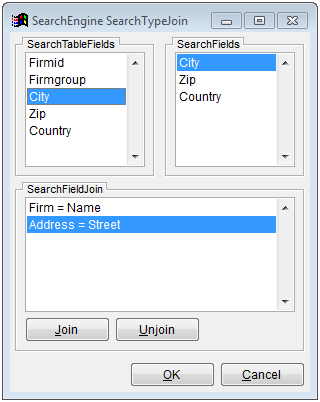 SearchEngine SearchTypeJoin
SearchTableFields
Firmid
Firmgroup
City
Zip
Country
SearchFields
City
Zip
Country
SearchFieldJoin
Firm = Name
Address = Street
Join
Unjoin
OK
Cancel